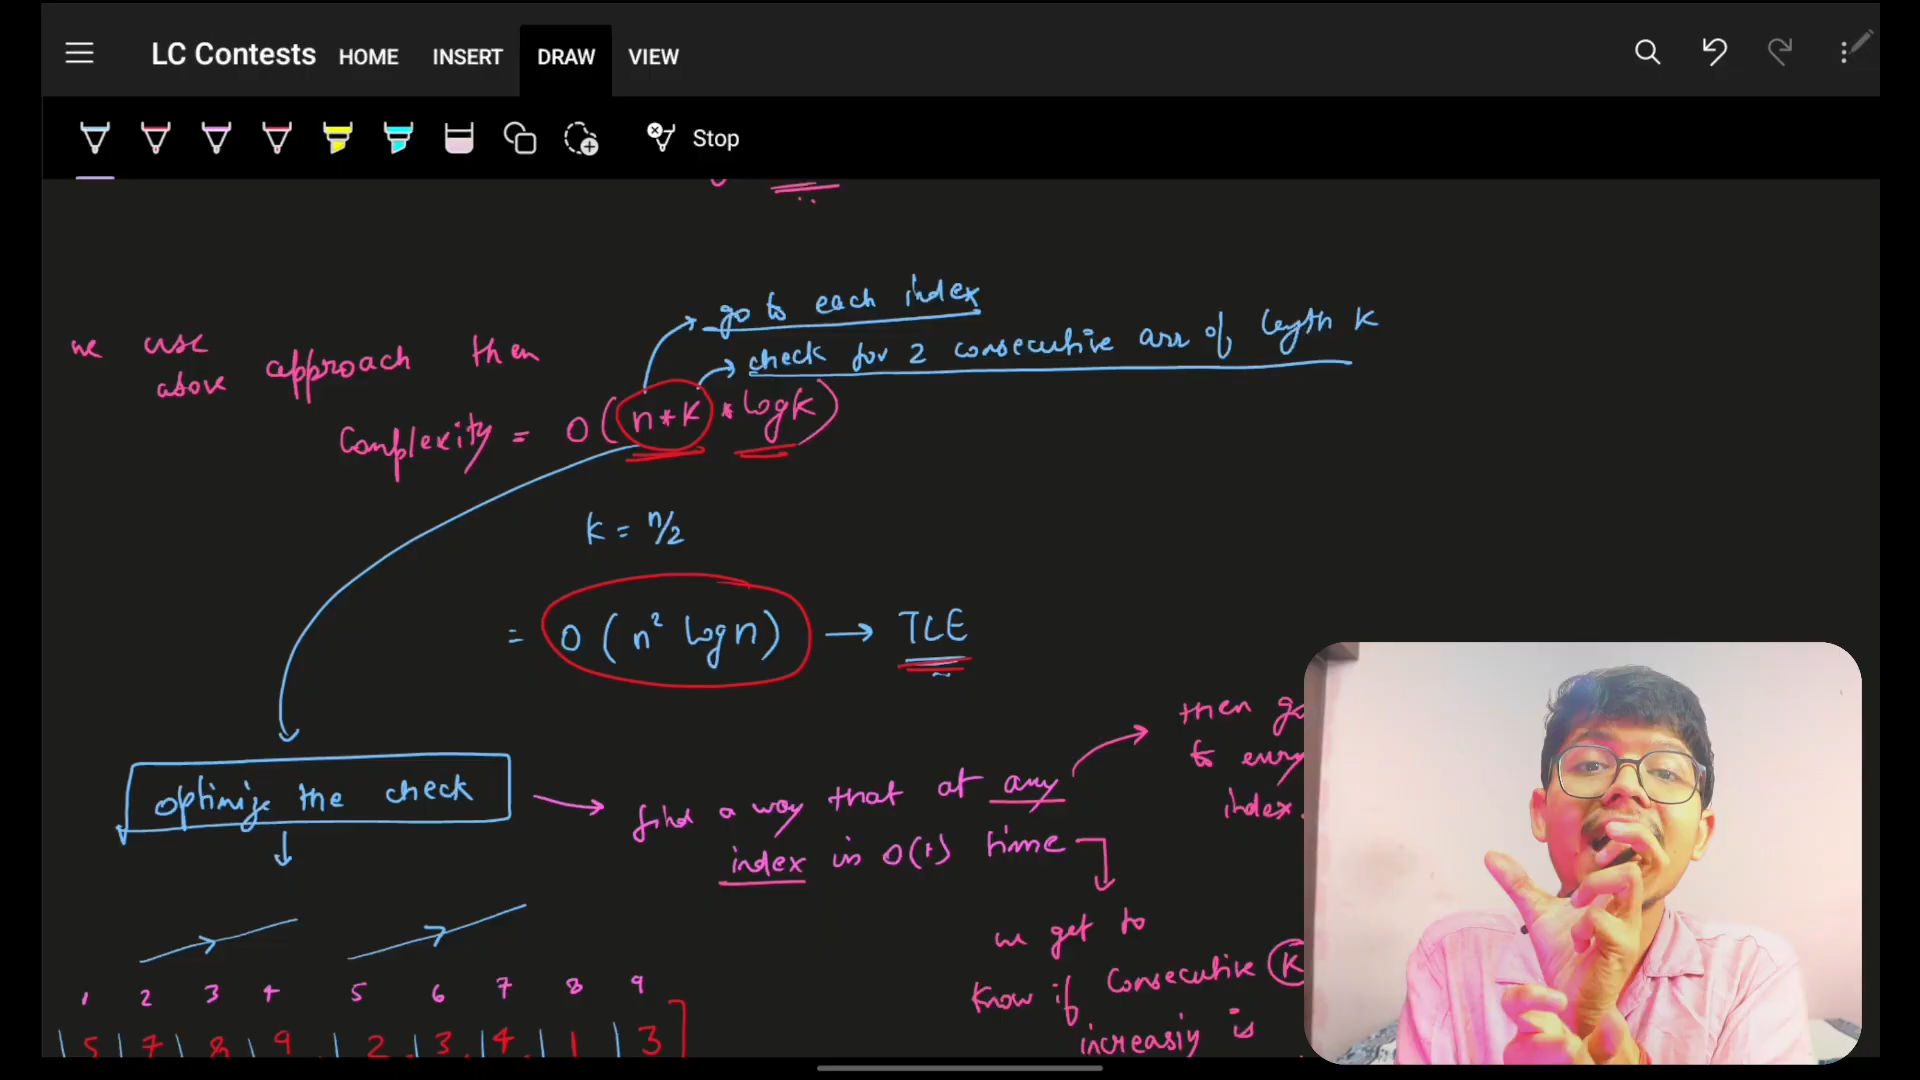 LC Contests HOME INSERT DRAW VIEW
Stop
go to each index
check for 2 consecutive arr of length K
we use above approach then
Complexity = O(n*K * logK)
K = n/2
= O(n² logn) → TLE
optimize the check
find a way that at any
index in O(1) time
then go
to every
index.
we get to
know if Consecutive K
increasing is
1 2 3 4 5 6 7 8 9
5 7 8 9 2 3 4 1 3